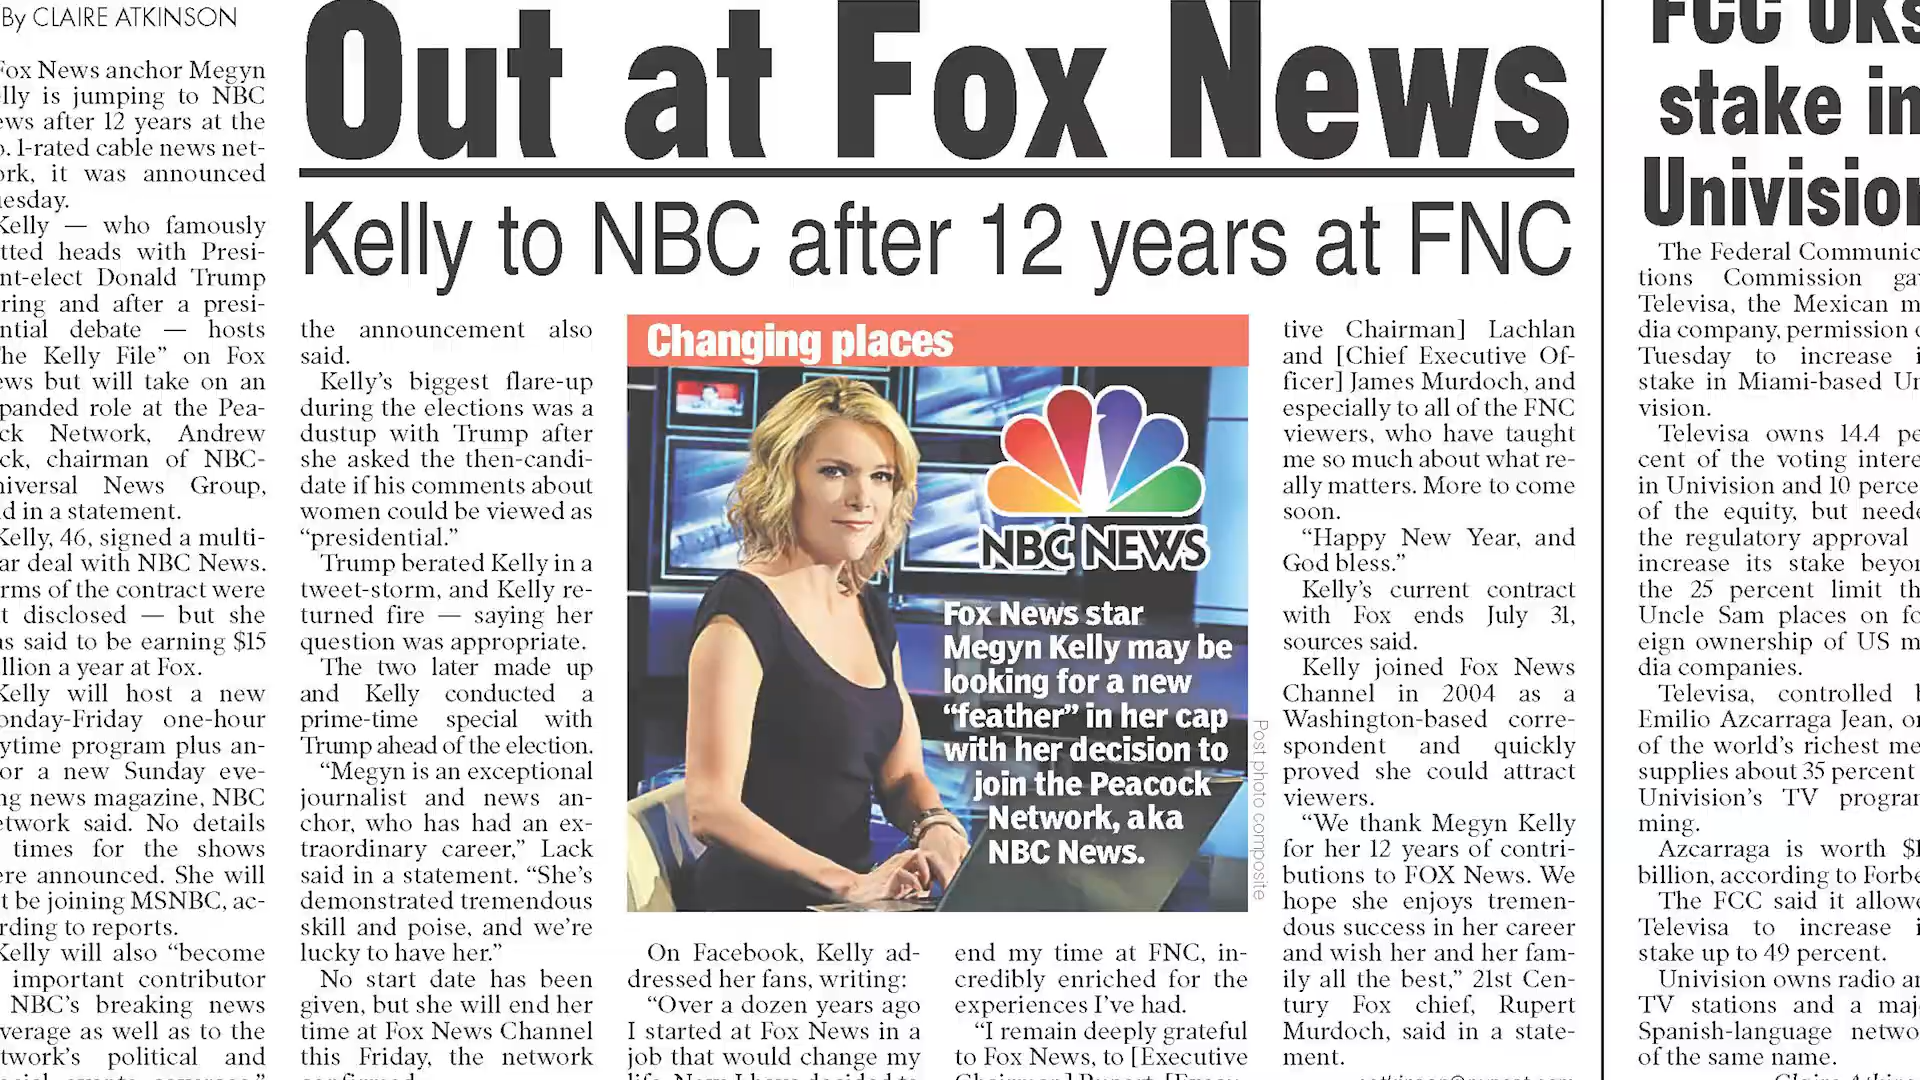 By CLAIRE ATKINSON
Fox News anchor Megyn
lly is jumping to NBC
ews after 12 years at the
o. 1-rated cable news net-
ork, it was announced
uesday.
Kelly — who famously
tted heads with Presi-
nt-elect Donald Trump
ring and after a presi-
ntial debate — hosts
he Kelly File” on Fox
ews but will take on an
panded role at the Pea-
ck Network, Andrew
ck, chairman of NBC-
niversal News Group,
d in a statement.
Kelly, 46, signed a multi-
ar deal with NBC News.
rms of the contract were
t disclosed — but she
as said to be earning $15
llion a year at Fox.
Kelly will host a new
onday-Friday one-hour
ytime program plus an-
or a new Sunday eve-
ng news magazine, NBC
etwork said. No details
times for the shows
ere announced. She will
t be joining MSNBC, ac-
rding to reports.
Kelly will also “become
important contributor
NBC’s breaking news
verage as well as to the
twork’s political and
Out at Fox News
Kelly to NBC after 12 years at FNC
the announcement also
said.
Kelly’s biggest flare-up
during the elections was a
dustup with Trump after
she asked the then-candi-
date if his comments about
women could be viewed as
“presidential.”
Trump berated Kelly in a
tweet-storm, and Kelly re-
turned fire — saying her
question was appropriate.
The two later made up
and Kelly conducted a
prime-time special with
Trump ahead of the election.
“Megyn is an exceptional
journalist and news an-
chor, who has had an ex-
traordinary career,” Lack
said in a statement. “She’s
demonstrated tremendous
skill and poise, and we’re
lucky to have her.”
No start date has been
given, but she will end her
time at Fox News Channel
this Friday, the network
Changing places
NBC NEWS
Fox News star
Megyn Kelly may be
looking for a new
“feather” in her cap
with her decision to
join the Peacock
Network, aka
NBC News.
Post photo composite
On Facebook, Kelly ad-
dressed her fans, writing:
“Over a dozen years ago
I started at Fox News in a
job that would change my
end my time at FNC, in-
credibly enriched for the
experiences I’ve had.
“I remain deeply grateful
to Fox News, to [Executive
tive Chairman] Lachlan
and [Chief Executive Of-
ficer] James Murdoch, and
especially to all of the FNC
viewers, who have taught
me so much about what re-
ally matters. More to come
soon.
“Happy New Year, and
God bless.”
Kelly’s current contract
with Fox ends July 31,
sources said.
Kelly joined Fox News
Channel in 2004 as a
Washington-based corre-
spondent and quickly
proved she could attract
viewers.
“We thank Megyn Kelly
for her 12 years of contri-
butions to FOX News. We
hope she enjoys tremen-
dous success in her career
and wish her and her fam-
ily all the best,” 21st Cen-
tury Fox chief, Rupert
Murdoch, said in a state-
ment.
FCC OKs
stake in
Univision
The Federal Communica
tions Commission ga
Televisa, the Mexican m
dia company, permission o
Tuesday to increase i
stake in Miami-based Un
vision.
Televisa owns 14.4 pe
cent of the voting intere
in Univision and 10 perce
of the equity, but neede
the regulatory approval
increase its stake beyo
the 25 percent limit th
Uncle Sam places on fo
eign ownership of US m
dia companies.
Televisa, controlled b
Emilio Azcarraga Jean, on
of the world’s richest me
supplies about 35 percent
Univision’s TV program
ming.
Azcarraga is worth $
billion, according to Forbe
The FCC said it allowe
Televisa to increase i
stake up to 49 percent.
Univision owns radio an
TV stations and a maj
Spanish-language netwo
of the same name.